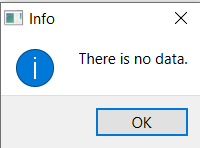 Info
There is no data.
OK